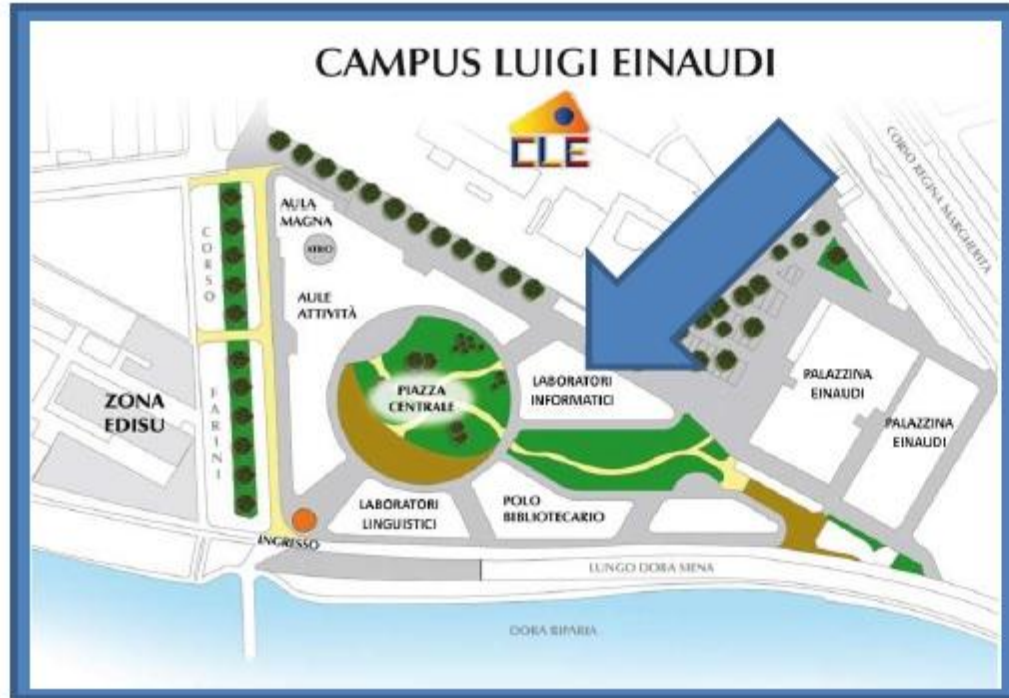 CAMPUS LUIGI EINAUDI
CLE
CORSO REGINA MARGHERITA
AULA
MAGNA
ATRIO
CORSO
AULE
ATTIVITÀ
PIAZZA
CENTRALE
LABORATORI
INFORMATICI
PALAZZINA
EINAUDI
PALAZZINA
EINAUDI
ZONA
EDISU
FARINI
LABORATORI
LINGUISTICI
POLO
BIBLIOTECARIO
INGRESSO
LUNGO DORA SIENA
DORA RIPARIA